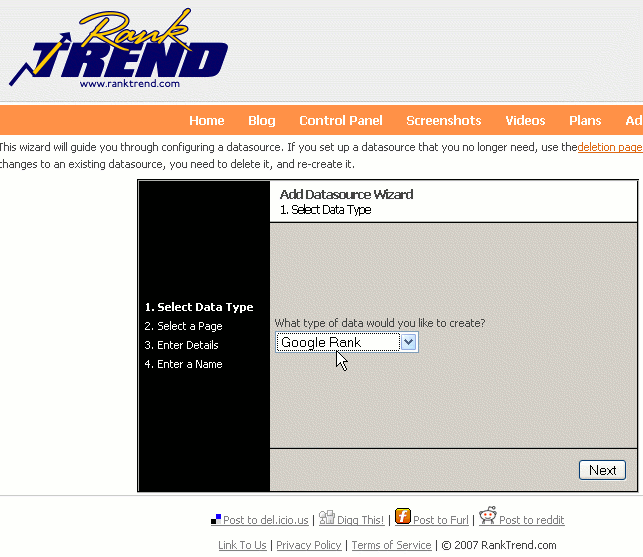 Rank
TREND
www.ranktrend.com
Home Blog Control Panel Screenshots Videos Plans Ad
This wizard will guide you through configuring a datasource. If you set up a datasource that you no longer need, use the deletion page
changes to an existing datasource, you need to delete it, and re-create it.
Add Datasource Wizard
1. Select Data Type
1. Select Data Type
2. Select a Page
3. Enter Details
4. Enter a Name
What type of data would you like to create?
Google Rank
Next
Post to del.icio.us | Digg This! | Post to Furl | Post to reddit
Link To Us | Privacy Policy | Terms of Service | © 2007 RankTrend.com